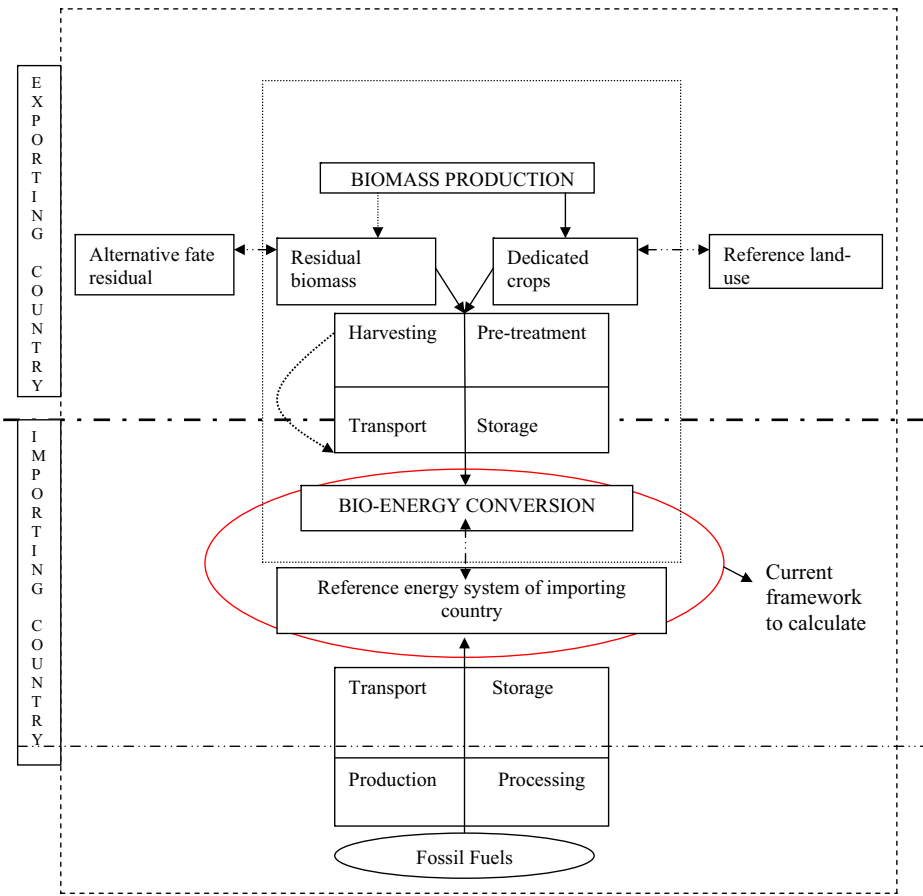 EXPORTING COUNTRY
BIOMASS PRODUCTION
Alternative fate
residual
Residual
biomass
Dedicated
crops
Reference land-
use
Harvesting
Pre-treatment
Transport
Storage
IMPORTING COUNTRY
BIO-ENERGY CONVERSION
Reference energy system of importing
country
Current
framework
to calculate
Transport
Storage
Production
Processing
Fossil Fuels